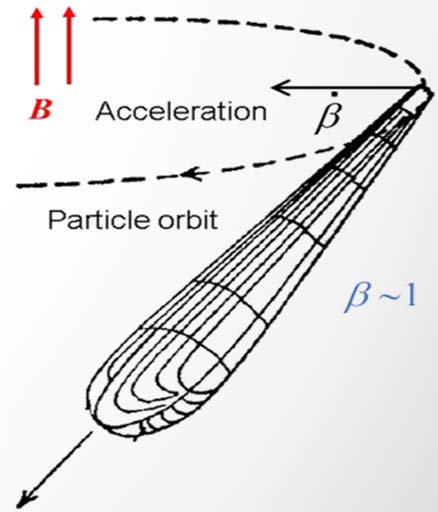 B
Acceleration
β̇
Particle orbit
β ~1